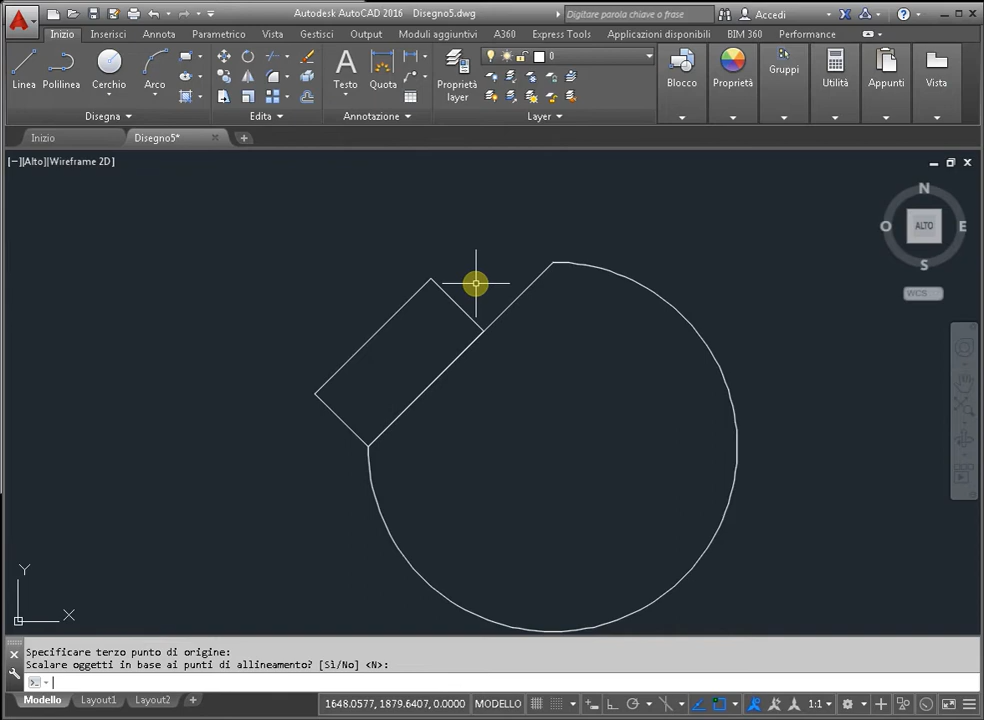 Autodesk AutoCAD 2016 Disegno5.dwg
Digitare parola chiave o frase
Accedi
Inizio Inserisci Annota Parametrico Vista Gestisci Output Moduli aggiuntivi A360 Express Tools Applicazioni disponibili BIM 360 Performance
0
Linea Polilinea Cerchio Arco Testo Quota Proprietà layer Blocco Proprietà Gruppi Utilità Appunti Vista
Disegna Edita Annotazione Layer
Inizio Disegno5*
[−][Alto][Wireframe 2D]
N
O ALTO E
S
WCS
Y
X
Specificare terzo punto di origine:
Scalare oggetti in base ai punti di allineamento? [Sì/No] <N>:
Modello Layout1 Layout2
1648.0577, 1879.6407, 0.0000 MODELLO 1:1